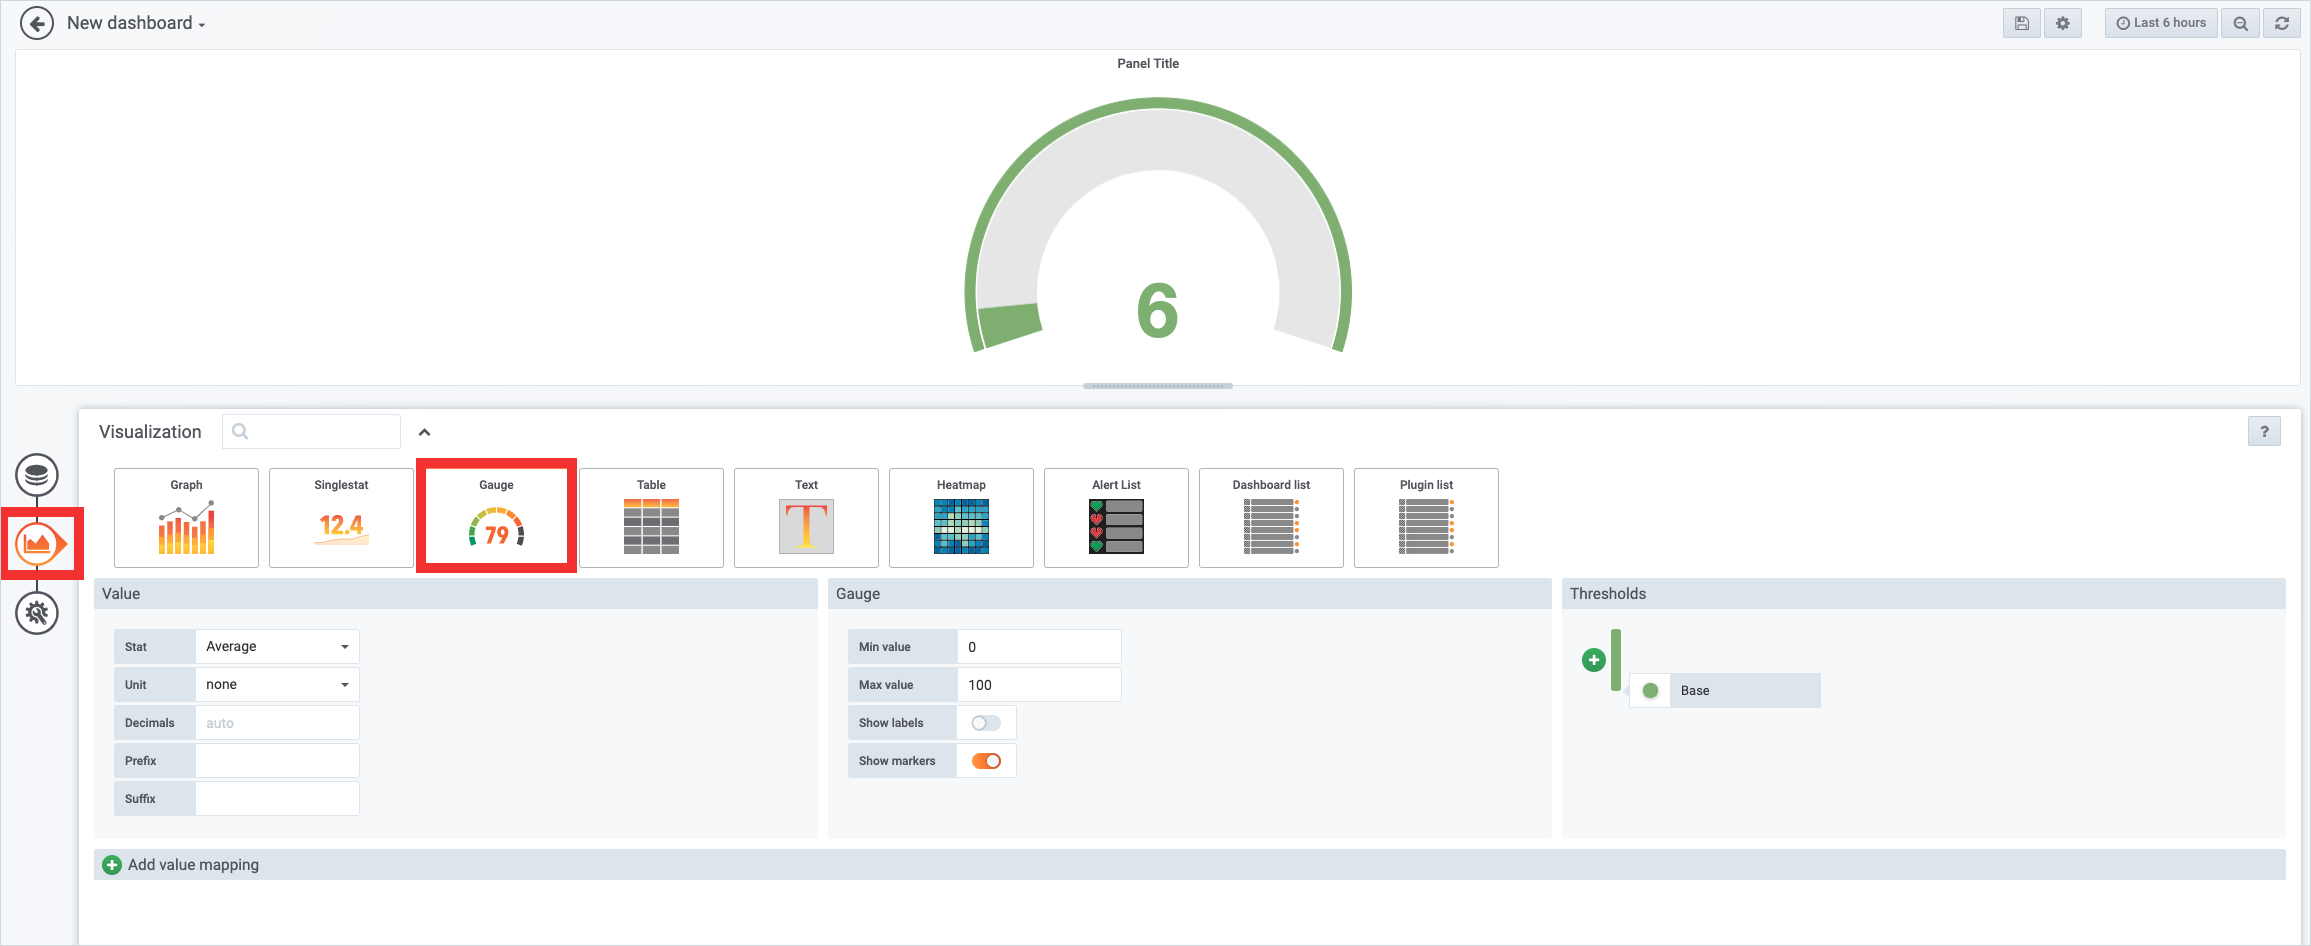 New dashboard
Last 6 hours
Panel Title
6
Visualization
?
Graph
Singlestat
12.4
Gauge
79
Table
Text
T
Heatmap
Alert List
Dashboard list
Plugin list
Value
Stat
Average
Unit
none
Decimals
auto
Prefix
Suffix
Gauge
Min value
0
Max value
100
Show labels
Show markers
Thresholds
Base
Add value mapping